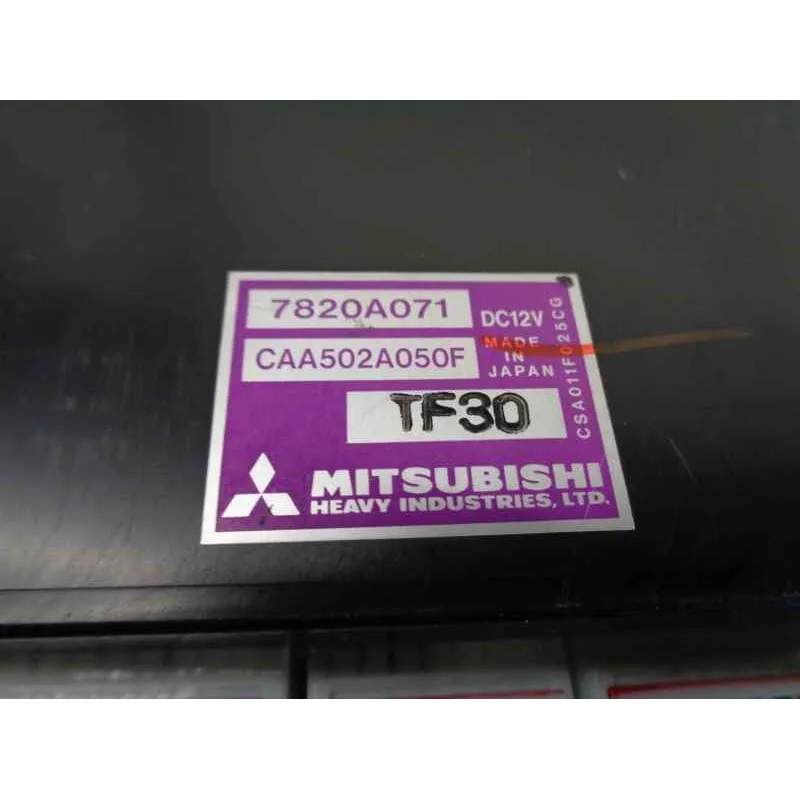 7820A071
DC12V
CAA502A050F
MADE
IN
JAPAN
CSA011F025CG
TF30
MITSUBISHI
HEAVY INDUSTRIES, LTD.